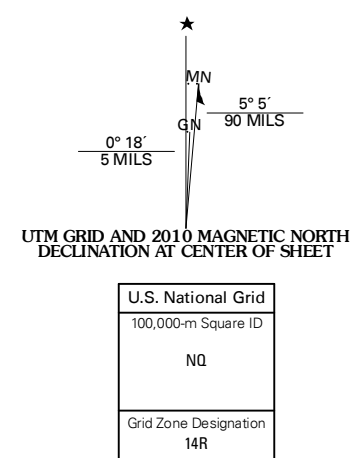 ★
MN
5° 5´
90 MILS
GN
0° 18´
5 MILS
UTM GRID AND 2010 MAGNETIC NORTH
DECLINATION AT CENTER OF SHEET
U.S. National Grid
100,000-m Square ID
NQ
Grid Zone Designation
14R